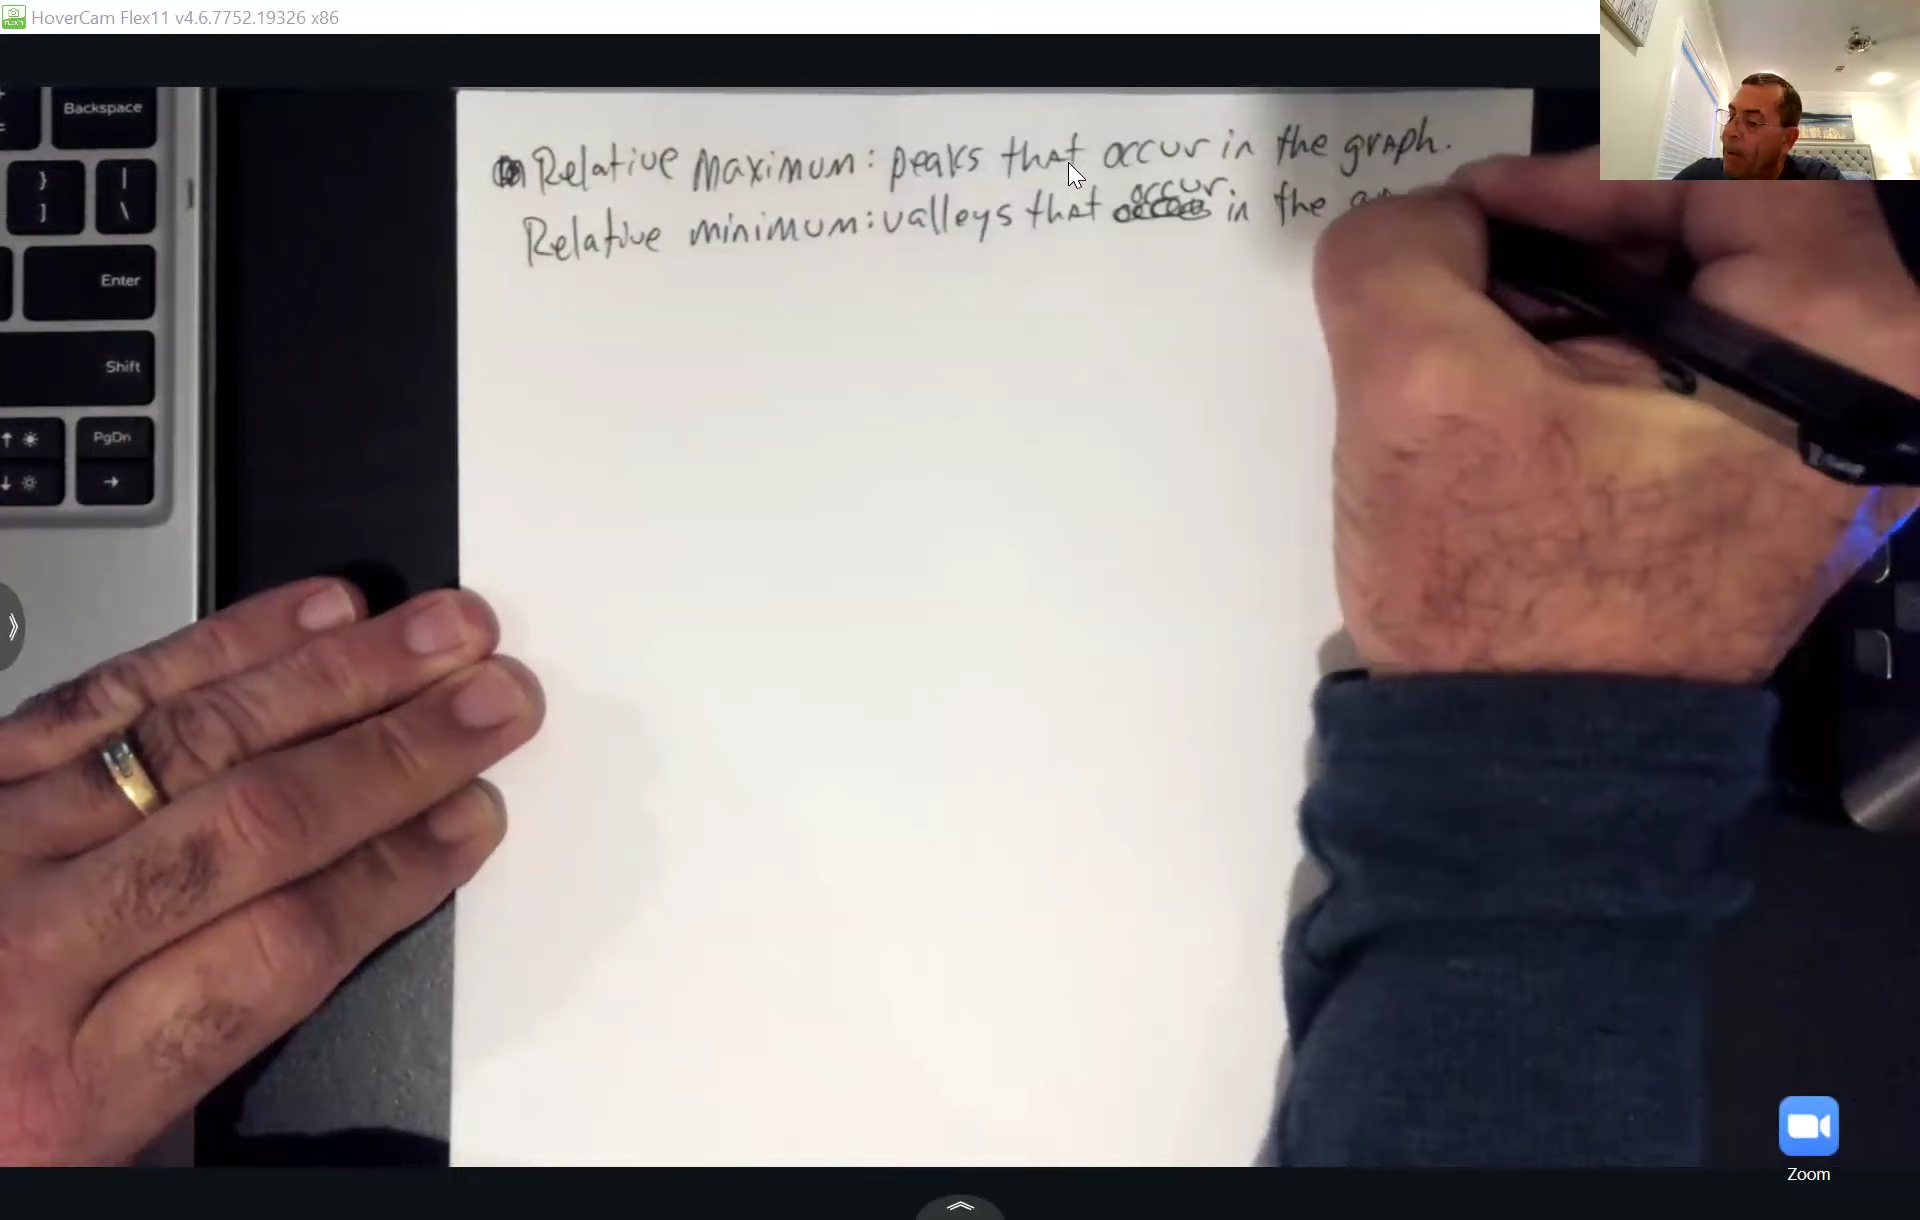 HoverCam Flex11 v4.6.7752.19326 x86
Backspace
}
]
|
\
Enter
Shift
PgDn
Relative Maximum: peaks that occur in the graph.
Relative minimum: valleys that occur in the
Zoom